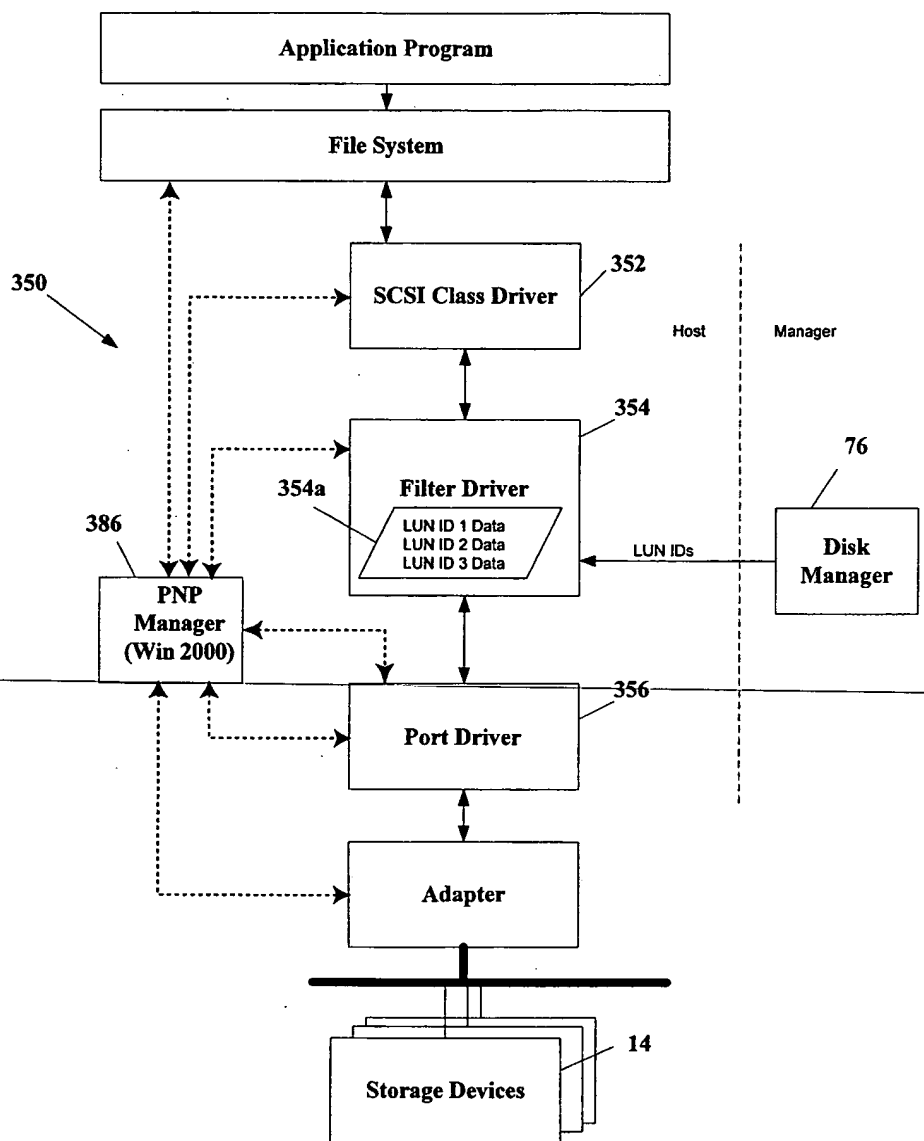 Application Program
File System
350
SCSI Class Driver
352
Host
Manager
354
354a
Filter Driver
LUN ID 1 Data
LUN ID 2 Data
LUN ID 3 Data
76
LUN IDs
Disk
Manager
386
PNP
Manager
(Win 2000)
356
Port Driver
Adapter
14
Storage Devices